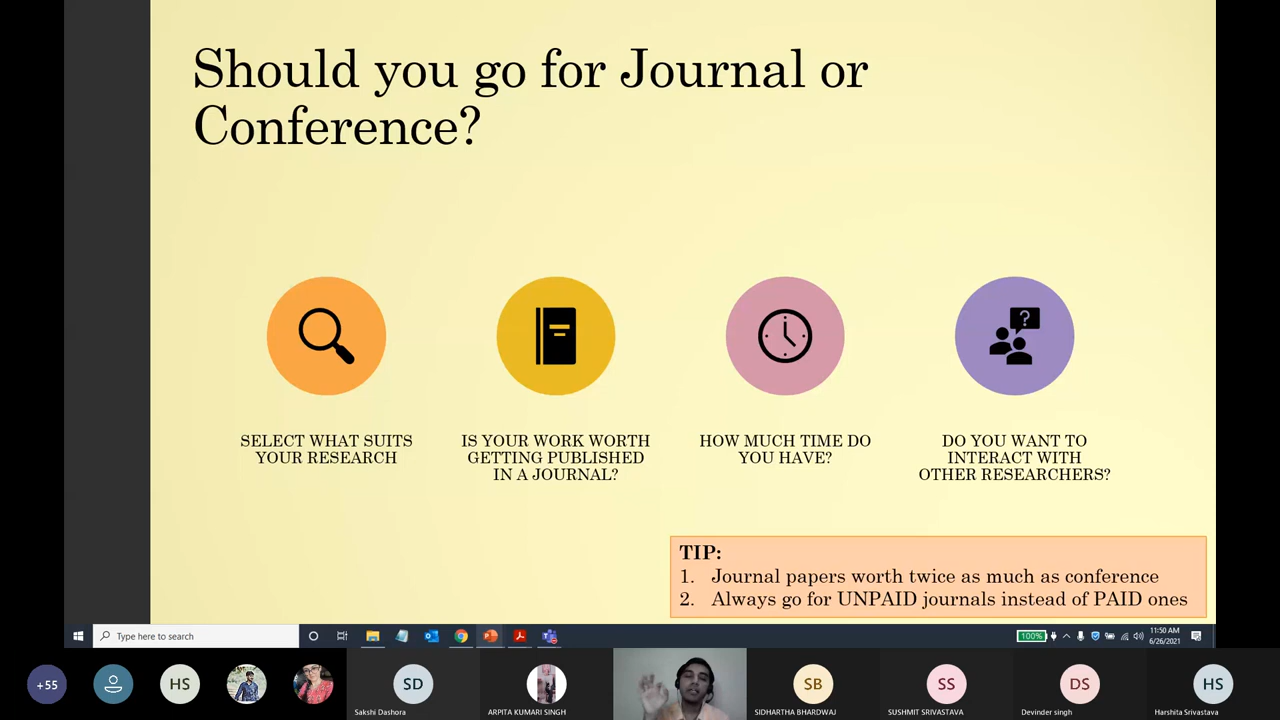 Should you go for Journal or
Conference?
?
SELECT WHAT SUITS
YOUR RESEARCH
IS YOUR WORK WORTH
GETTING PUBLISHED
IN A JOURNAL?
HOW MUCH TIME DO
YOU HAVE?
DO YOU WANT TO
INTERACT WITH
OTHER RESEARCHERS?
TIP:
1. Journal papers worth twice as much as conference
2. Always go for UNPAID journals instead of PAID ones
Type here to search
100%
11:50 AM
6/26/2021
+55
HS
SD
Sakshi Dashora
ARPITA KUMARI SINGH
SB
SIDHARTHA BHARDWAJ
SS
SUSHMIT SRIVASTAVA
DS
Devinder singh
HS
Harshita Srivastava